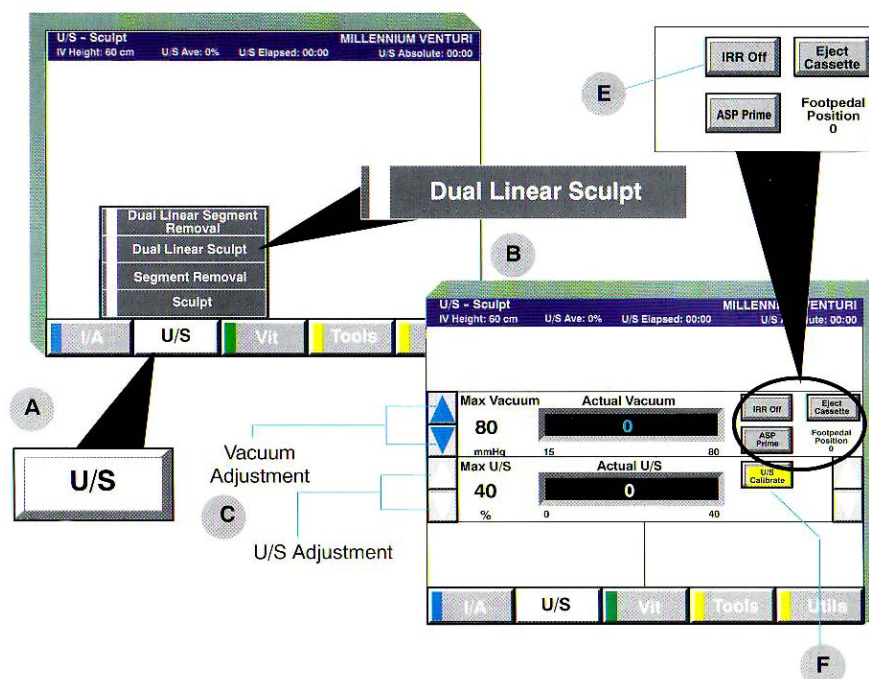 U/S – Sculpt MILLENNIUM VENTURI
IV Height: 60 cm U/S Ave: 0% U/S Elapsed: 00:00 U/S Absolute: 00:00
Dual Linear Segment
Removal
Dual Linear Sculpt
Segment Removal
Sculpt
I/A U/S Vit Tools
Dual Linear Sculpt
A
U/S
B
E
IRR Off
Eject
Cassette
ASP Prime
Footpedal
Position
0
U/S – Sculpt MILLENNIUM VENTURI
IV Height: 60 cm U/S Ave: 0% U/S Elapsed: 00:00
Max Vacuum
80
mmHg
Actual Vacuum
0
15 80
IRR Off
Eject
Cassette
ASP
Prime
Footpedal
Position
0
Max U/S
40
%
Actual U/S
0
0 40
U/S
Calibrate
Vacuum
Adjustment
C
U/S Adjustment
I/A U/S Vit Tools Utils
F